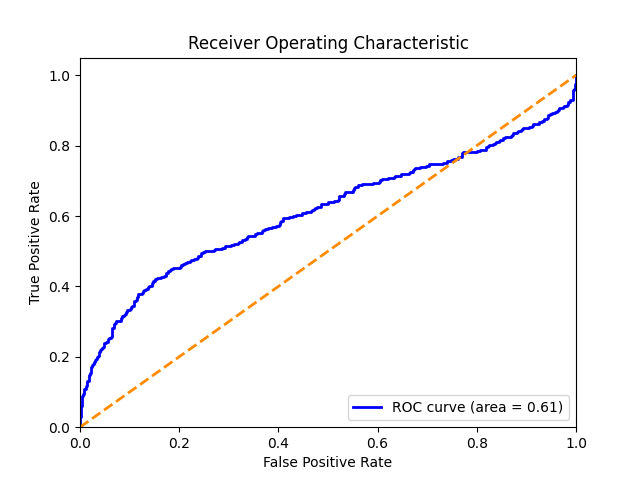 Receiver Operating Characteristic
True Positive Rate
1.0
0.8
0.6
0.4
0.2
0.0
0.0 0.2 0.4 0.6 0.8 1.0
False Positive Rate
ROC curve (area = 0.61)